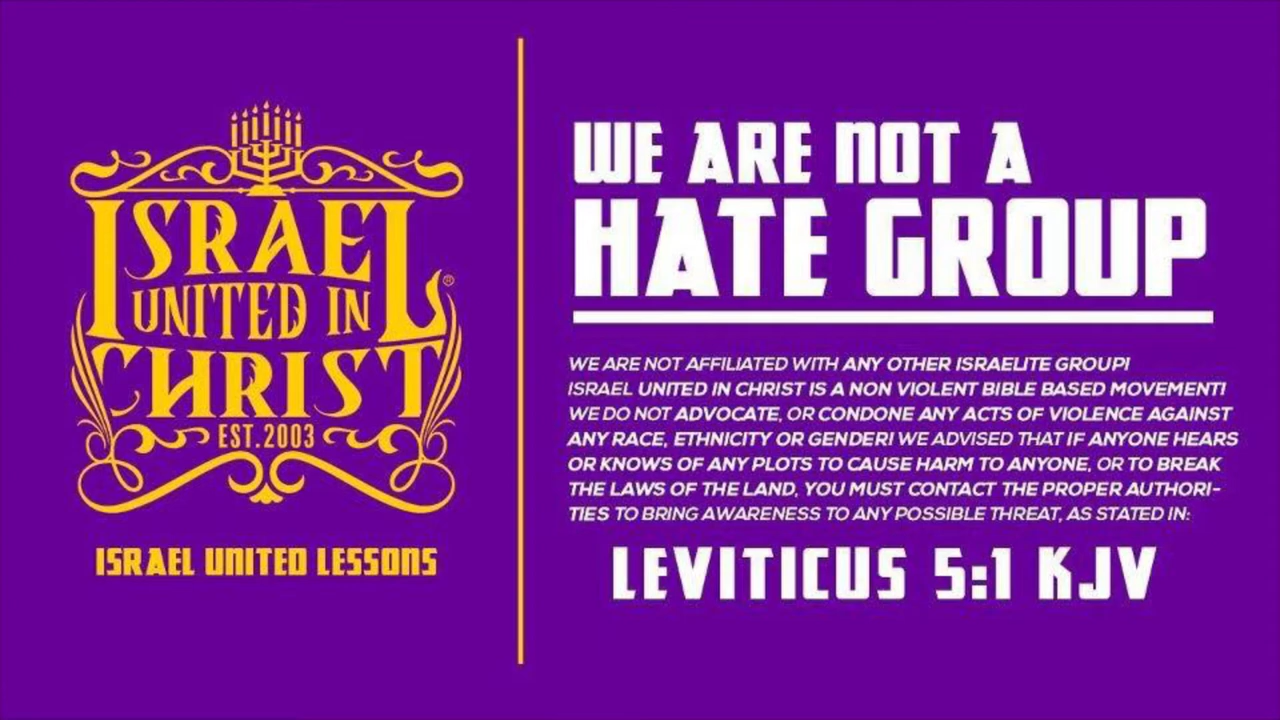 ISRAEL
UNITED IN
CHRIST
EST.2003
ISRAEL UNITED LESSONS
WE ARE NOT A
HATE GROUP
WE ARE NOT AFFILIATED WITH ANY OTHER ISRAELITE GROUP!
ISRAEL UNITED IN CHRIST IS A NON VIOLENT BIBLE BASED MOVEMENT!
WE DO NOT ADVOCATE, OR CONDONE ANY ACTS OF VIOLENCE AGAINST
ANY RACE, ETHNICITY OR GENDER! WE ADVISED THAT IF ANYONE HEARS
OR KNOWS OF ANY PLOTS TO CAUSE HARM TO ANYONE, OR TO BREAK
THE LAWS OF THE LAND, YOU MUST CONTACT THE PROPER AUTHORI-
TIES TO BRING AWARENESS TO ANY POSSIBLE THREAT, AS STATED IN:
LEVITICUS 5:1 KJV